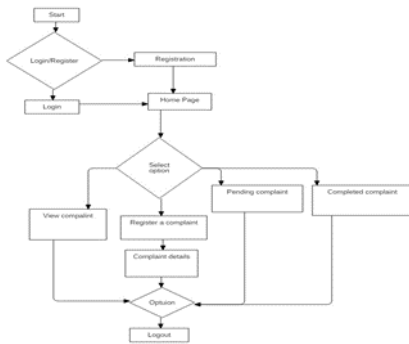 Start
Login/Register
Registration
Login
Home Page
Select
option
View compalint
Register a complaint
Pending complaint
Completed complaint
Complaint details
Optuion
Logout